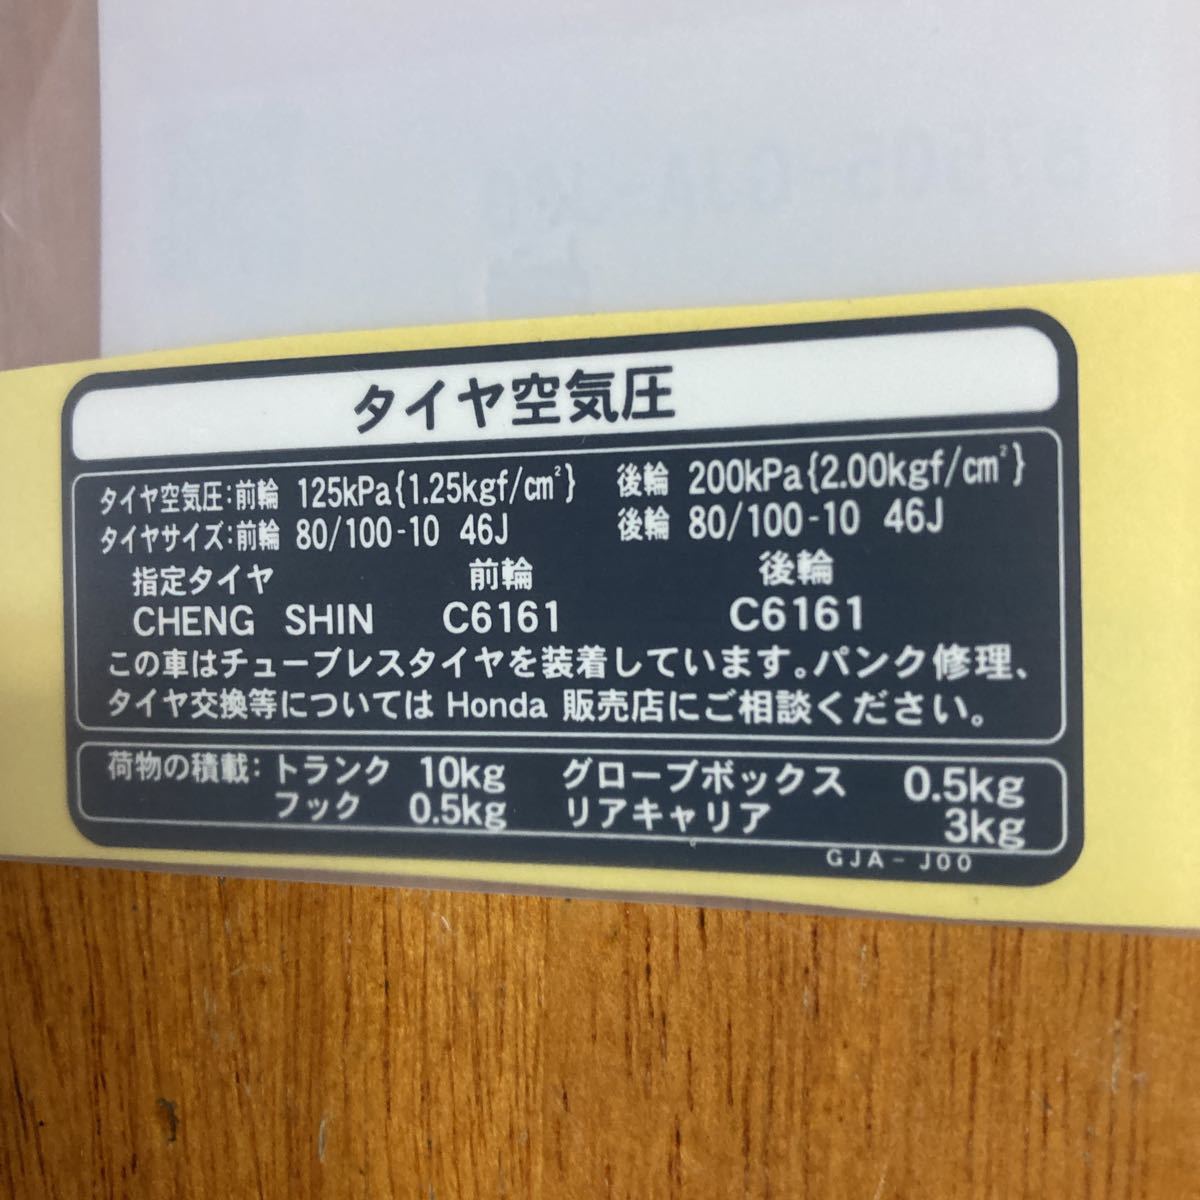 87505-GJA-J00
タイヤ空気圧
タイヤ空気圧:前輪 125kPa{1.25kgf/cm²} 後輪 200kPa{2.00kgf/cm²}
タイヤサイズ:前輪 80/100-10 46J 後輪 80/100-10 46J
指定タイヤ 前輪 後輪
CHENG SHIN C6161 C6161
この車はチューブレスタイヤを装着しています。パンク修理、
タイヤ交換等については Honda 販売店にご相談ください。
荷物の積載:トランク 10kg グローブボックス 0.5kg
フック 0.5kg リアキャリア 3kg
GJA-J00